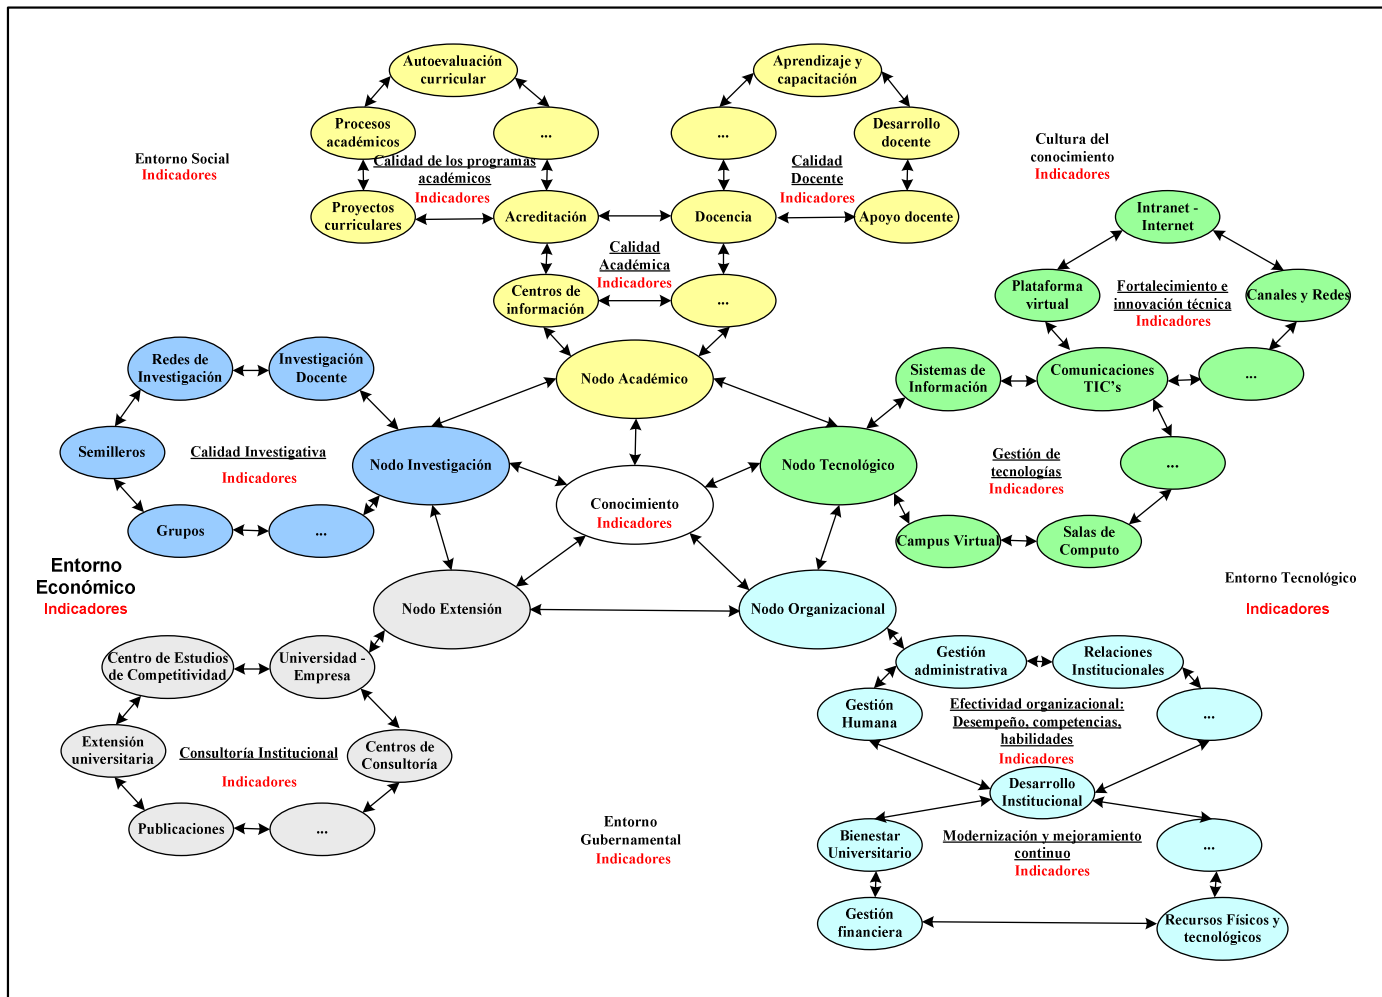 Autoevaluación
curricular
Aprendizaje y
capacitación
Procesos
académicos
...
...
Desarrollo
docente
Entorno Social
Indicadores
Calidad de los programas
académicos
Indicadores
Calidad
Docente
Indicadores
Cultura del
conocimiento
Indicadores
Proyectos
curriculares
Acreditación
Docencia
Apoyo docente
Intranet -
Internet
Calidad
Académica
Indicadores
Centros de
información
...
Plataforma
virtual
Fortalecimiento e
innovación técnica
Indicadores
Canales y Redes
Redes de
Investigación
Investigación
Docente
Nodo Académico
Sistemas de
Información
Comunicaciones
TIC's
...
Semilleros
Calidad Investigativa
Indicadores
Nodo Investigación
Nodo Tecnológico
Gestión de
tecnologías
Indicadores
...
Conocimiento
Indicadores
Grupos
...
Campus Virtual
Salas de
Computo
Entorno
Económico
Indicadores
Entorno Tecnológico
Indicadores
Nodo Extensión
Nodo Organizacional
Centro de Estudios
de Competitividad
Universidad -
Empresa
Gestión
administrativa
Relaciones
Institucionales
Extensión
universitaria
Consultoría Institucional
Indicadores
Centros de
Consultoría
Gestión
Humana
Efectividad organizacional:
Desempeño, competencias,
habilidades
Indicadores
...
Desarrollo
Institucional
Publicaciones
...
Entorno
Gubernamental
Indicadores
Bienestar
Universitario
Modernización y mejoramiento
continuo
Indicadores
...
Gestión
financiera
Recursos Físicos y
tecnológicos